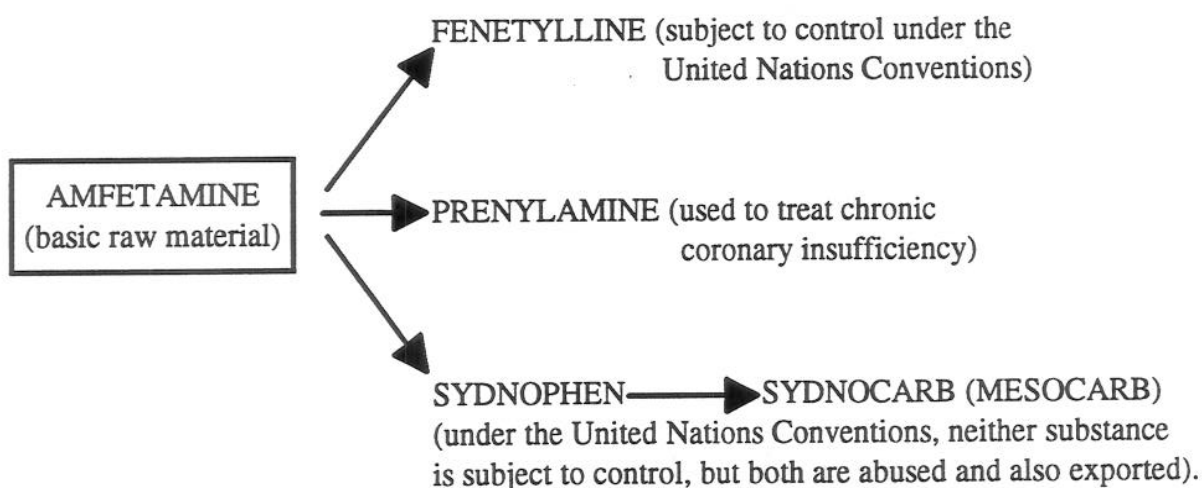 FENETYLLINE (subject to control under the
United Nations Conventions)
AMFETAMINE
(basic raw material)
PRENYLAMINE (used to treat chronic
coronary insufficiency)
SYDNOPHEN SYDNOCARB (MESOCARB)
(under the United Nations Conventions, neither substance
is subject to control, but both are abused and also exported).